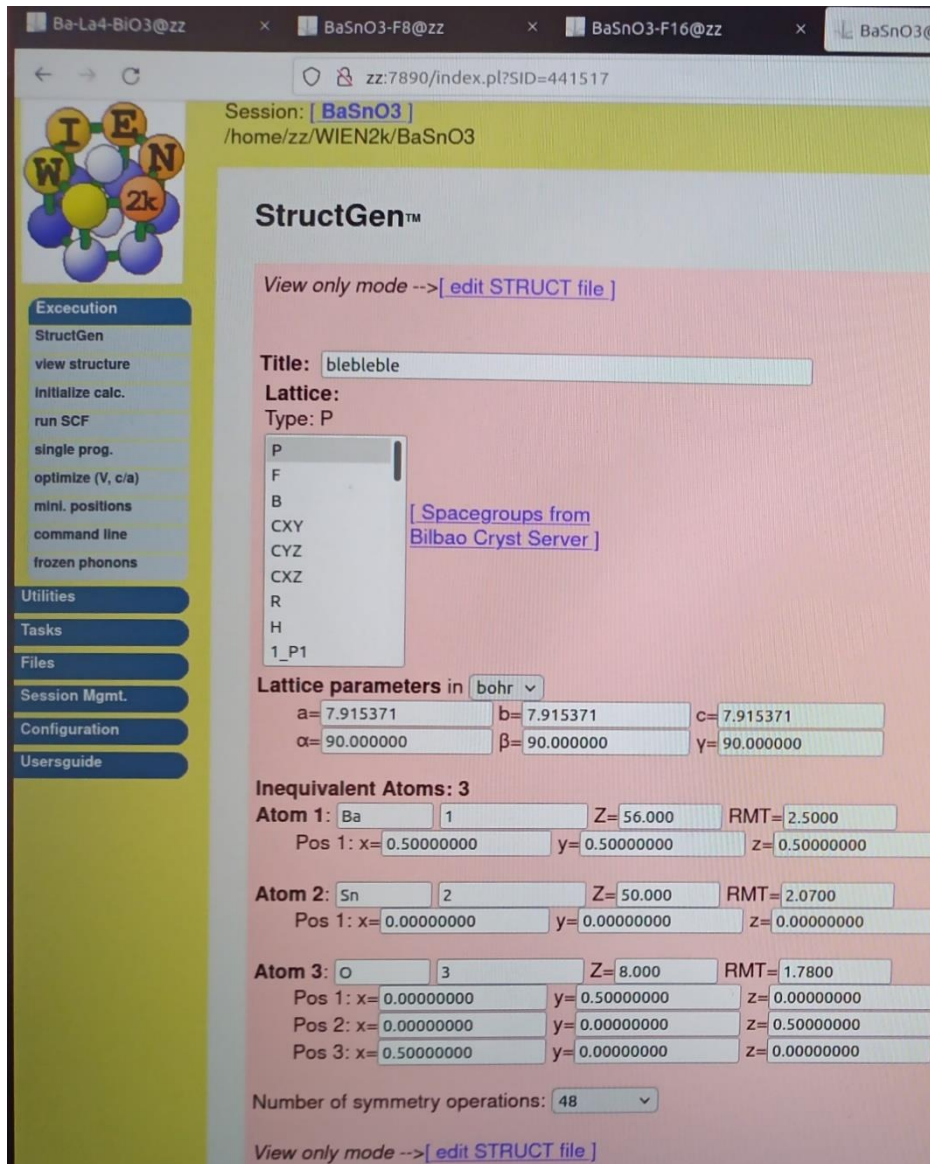 Ba-La4-BiO3@zz × BaSnO3-F8@zz × BaSnO3-F16@zz × BaSnO3@
zz:7890/index.pl?SID=441517
WIEN
2k
Session: [ BaSnO3 ]
/home/zz/WIEN2k/BaSnO3
StructGen™
View only mode -->[ edit STRUCT file ]
Excecution
StructGen
view structure
initialize calc.
run SCF
single prog.
optimize (V, c/a)
mini. positions
command line
frozen phonons
Utilities
Tasks
Files
Session Mgmt.
Configuration
Usersguide
Title: blebleble
Lattice:
Type: P
P
F
B
CXY
CYZ
CXZ
R
H
1_P1
[ Spacegroups from
Bilbao Cryst Server ]
Lattice parameters in bohr
a= 7.915371 b= 7.915371 c= 7.915371
α= 90.000000 β= 90.000000 γ= 90.000000
Inequivalent Atoms: 3
Atom 1: Ba 1 Z= 56.000 RMT= 2.5000
Pos 1: x= 0.50000000 y= 0.50000000 z= 0.50000000
Atom 2: Sn 2 Z= 50.000 RMT= 2.0700
Pos 1: x= 0.00000000 y= 0.00000000 z= 0.00000000
Atom 3: O 3 Z= 8.000 RMT= 1.7800
Pos 1: x= 0.00000000 y= 0.50000000 z= 0.00000000
Pos 2: x= 0.00000000 y= 0.00000000 z= 0.50000000
Pos 3: x= 0.50000000 y= 0.00000000 z= 0.00000000
Number of symmetry operations: 48
View only mode -->[ edit STRUCT file ]